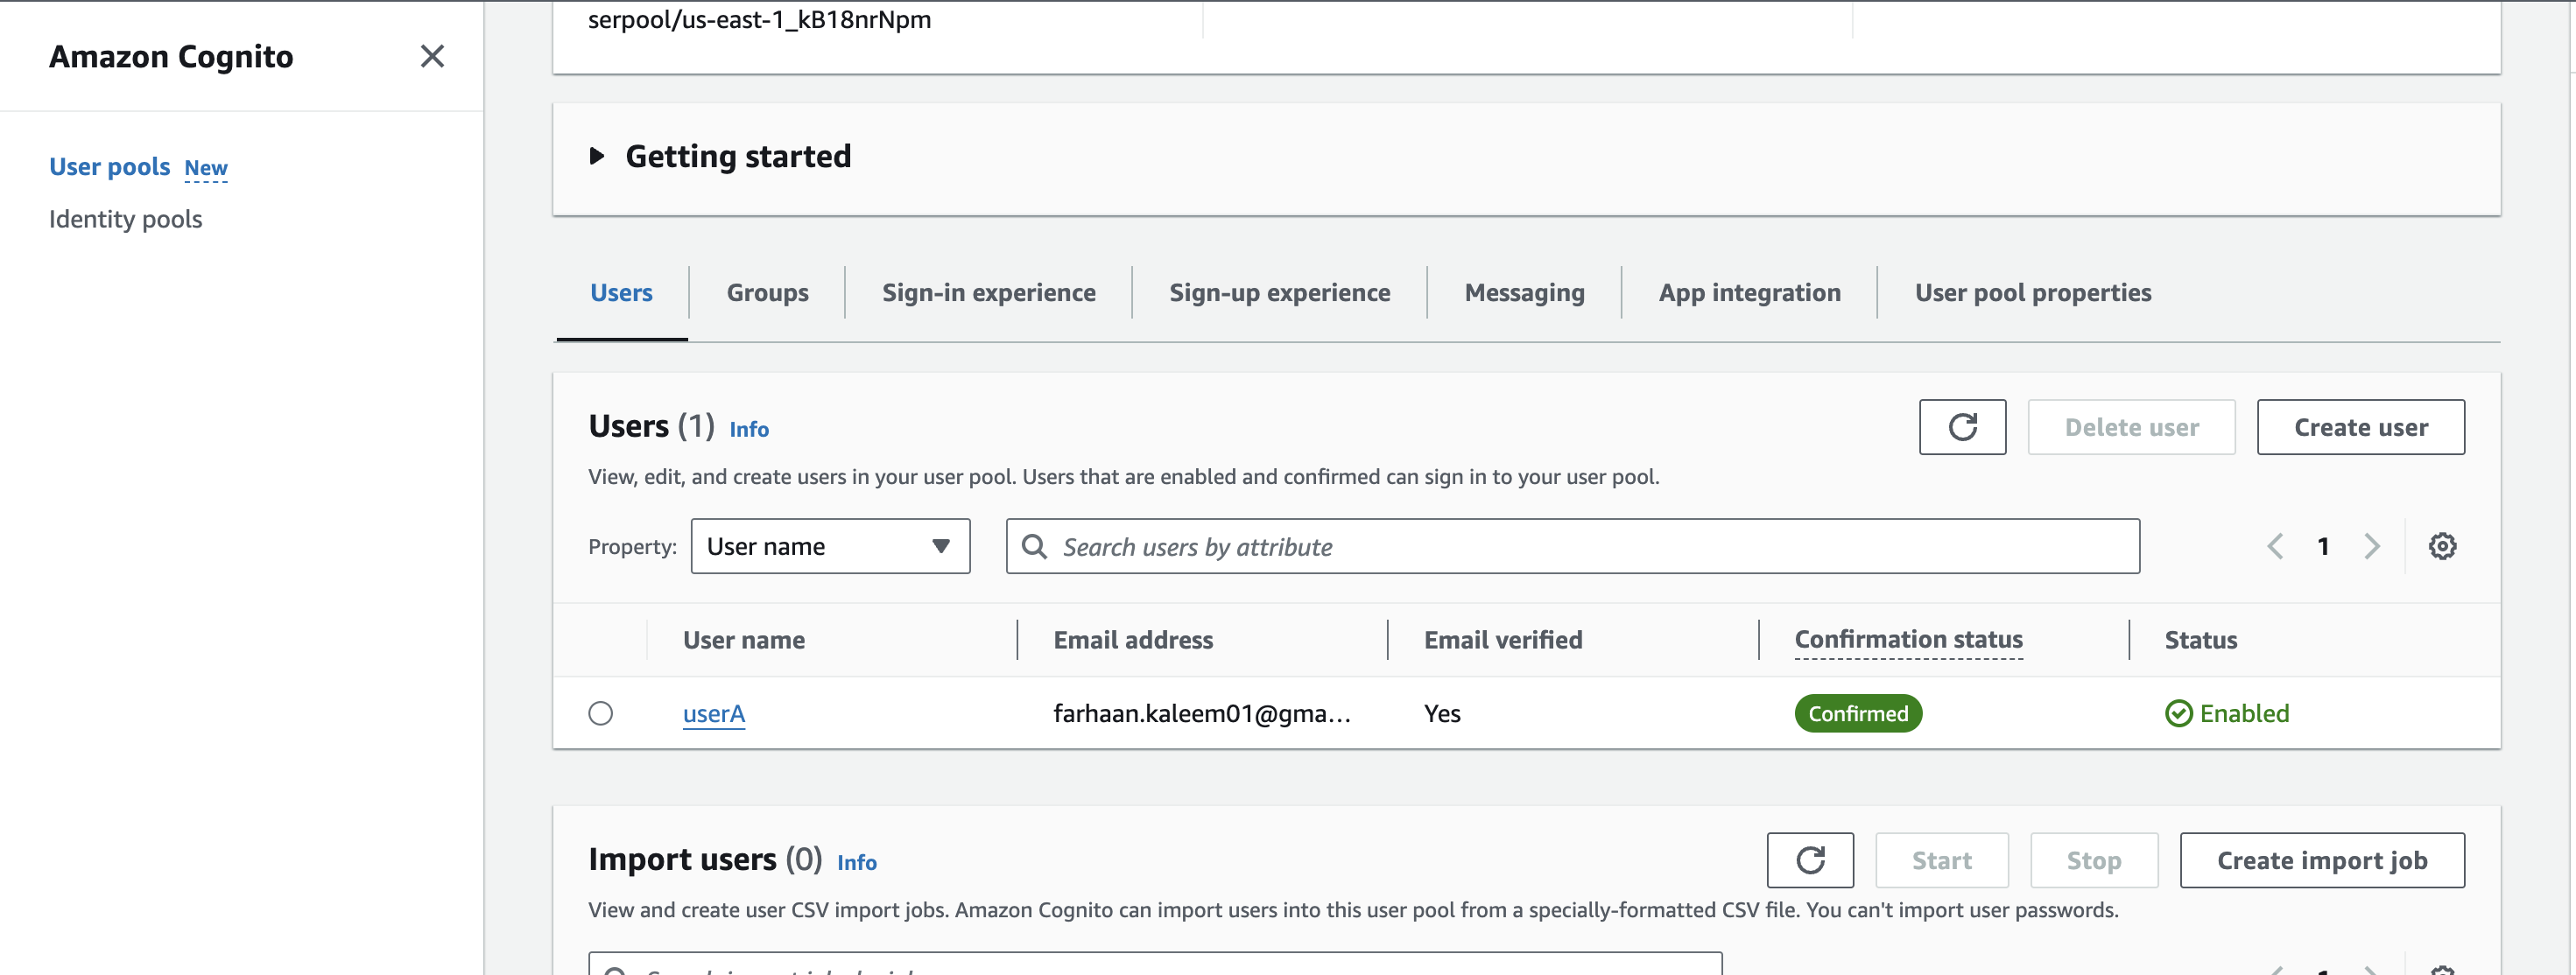 serpool/us-east-1_kB18nrNpm
Amazon Cognito
User pools New
Identity pools
Getting started
Users Groups Sign-in experience Sign-up experience Messaging App integration User pool properties
Users (1) Info
Delete user Create user
View, edit, and create users in your user pool. Users that are enabled and confirmed can sign in to your user pool.
Property: User name Search users by attribute 1
User name Email address Email verified Confirmation status Status
userA farhaan.kaleem01@gma... Yes Confirmed Enabled
Import users (0) Info
Start Stop Create import job
View and create user CSV import jobs. Amazon Cognito can import users into this user pool from a specially-formatted CSV file. You can't import user passwords.